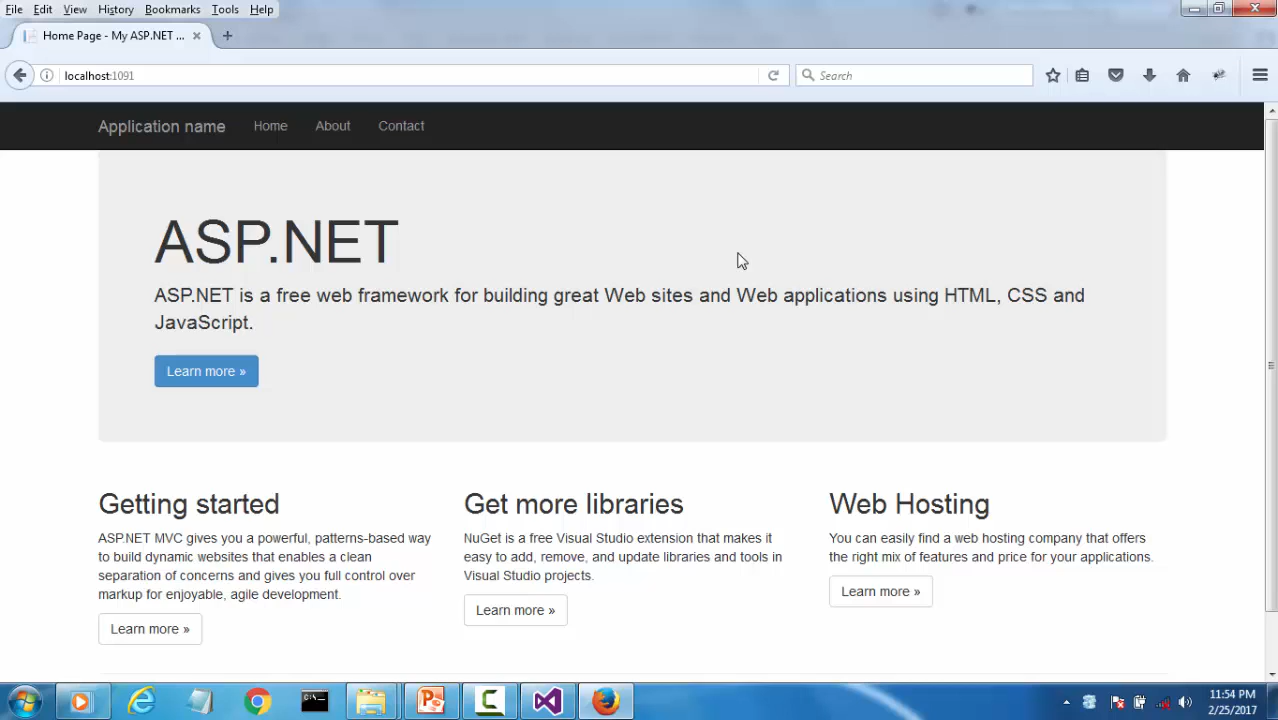 File Edit View History Bookmarks Tools Help
Home Page - My ASP.NET ...
localhost:1091
Search
Application name Home About Contact
ASP.NET
ASP.NET is a free web framework for building great Web sites and Web applications using HTML, CSS and
JavaScript.
Learn more »
Getting started
ASP.NET MVC gives you a powerful, patterns-based way
to build dynamic websites that enables a clean
separation of concerns and gives you full control over
markup for enjoyable, agile development.
Learn more »
Get more libraries
NuGet is a free Visual Studio extension that makes it
easy to add, remove, and update libraries and tools in
Visual Studio projects.
Learn more »
Web Hosting
You can easily find a web hosting company that offers
the right mix of features and price for your applications.
Learn more »
11:54 PM
2/25/2017